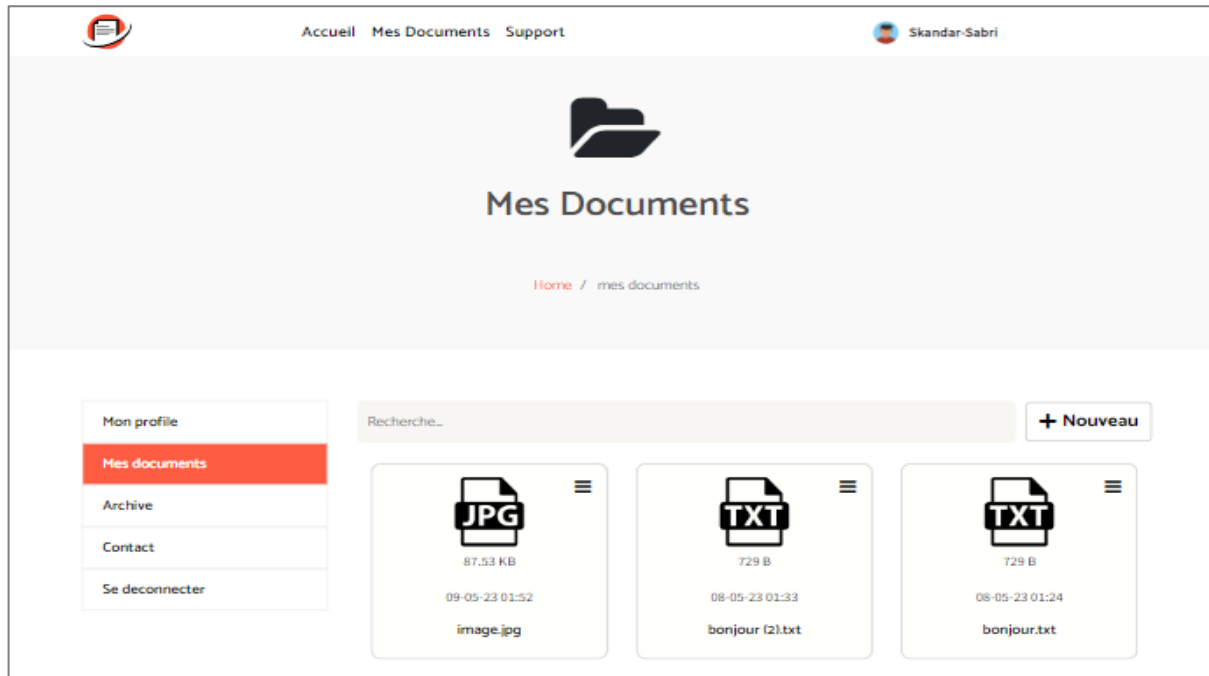 Accueil Mes Documents Support Skandar-Sabri
Mes Documents
Home / mes documents
Mon profile
Mes documents
Archive
Contact
Se deconnecter
Recherche...
+ Nouveau
JPG
87.53 KB
09-05-23 01:52
image.jpg
TXT
729 B
08-05-23 01:33
bonjour (2).txt
TXT
729 B
08-05-23 01:24
bonjour.txt